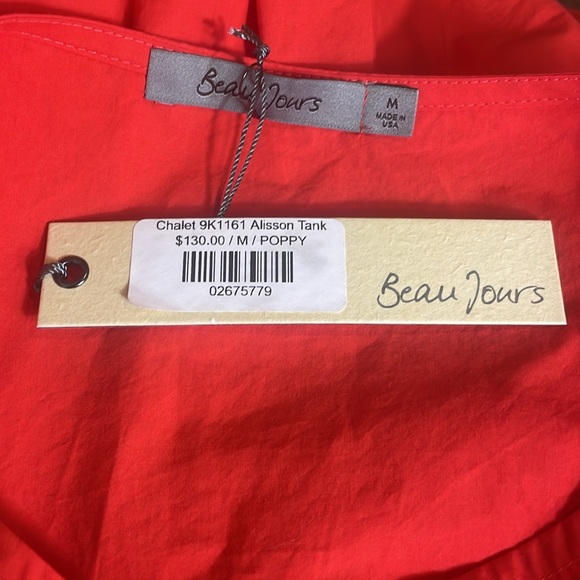 Beau Jours
M
MADE IN
USA
Chalet 9K1161 Alisson Tank
$130.00 / M / POPPY
02675779
Beau Jours